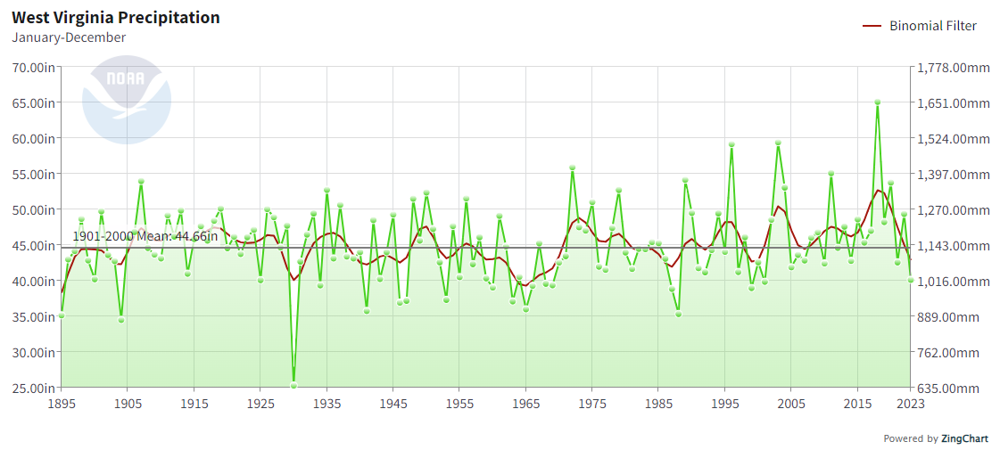 West Virginia Precipitation
January-December
Binomial Filter
NOAA
70.00in
65.00in
60.00in
55.00in
50.00in
45.00in
40.00in
35.00in
30.00in
25.00in
1901-2000 Mean: 44.66in
1,778.00mm
1,651.00mm
1,524.00mm
1,397.00mm
1,270.00mm
1,143.00mm
1,016.00mm
889.00mm
762.00mm
635.00mm
1895 1905 1915 1925 1935 1945 1955 1965 1975 1985 1995 2005 2015 2023
Powered by ZingChart